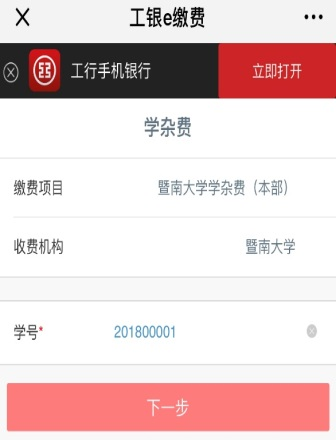 工银e缴费
工行手机银行 立即打开
学杂费
缴费项目 暨南大学学杂费（本部）
收费机构 暨南大学
学号* 201800001
下一步